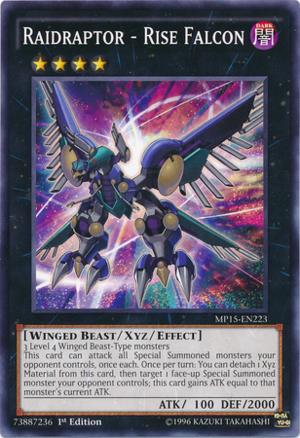 Raidraptor - Rise Falcon
DARK
闇
MP15-EN223
[Winged Beast/Xyz/Effect]
3 Level 4 Winged Beast-Type monsters
This card can attack all Special Summoned monsters your
opponent controls, once each. Once per turn: You can detach 1 Xyz
Material from this card, then target 1 face-up Special Summoned
monster your opponent controls; this card gains ATK equal to that
monster's current ATK.
ATK/ 100 DEF/2000
73887236 1st Edition ©1996 KAZUKI TAKAHASHI